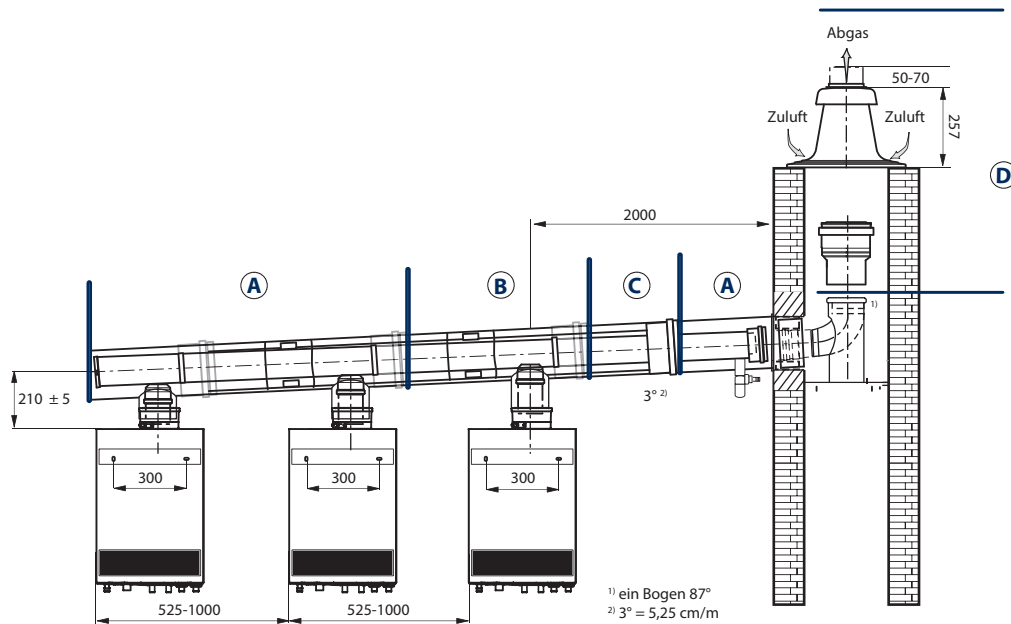 Abgas
50-70
Zuluft
Zuluft
257
D
2000
A
B
C
A
1)
210 ± 5
3° 2)
300
300
300
525-1000
525-1000
1) ein Bogen 87°
2) 3° = 5,25 cm/m